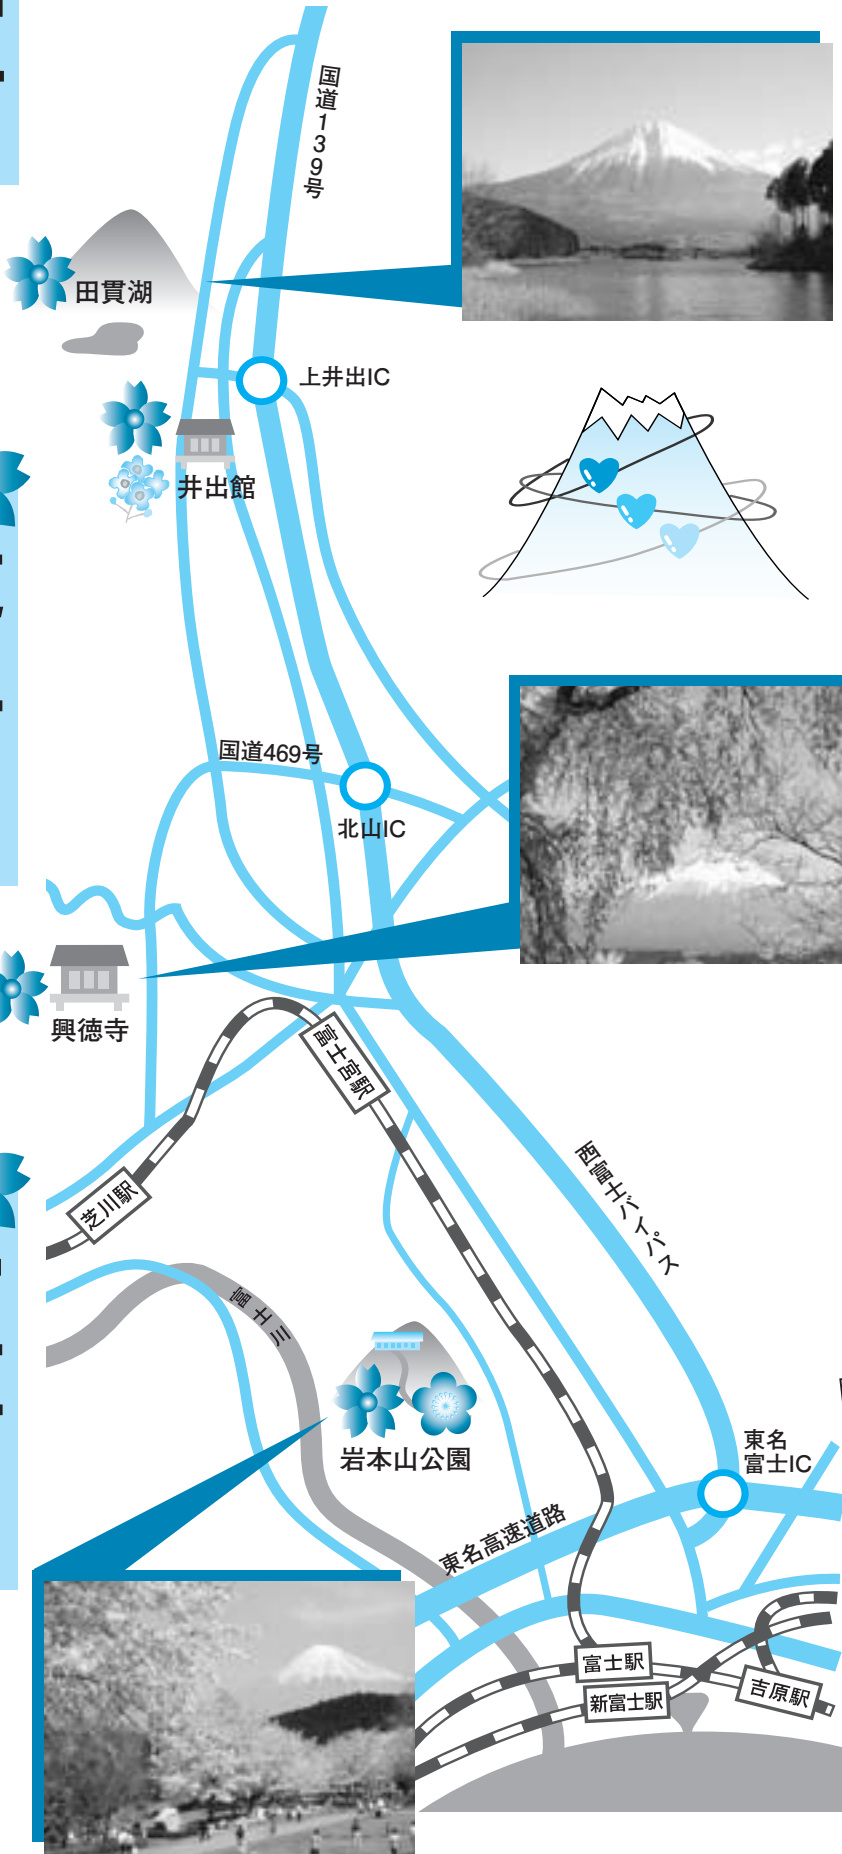 国道139号
田貫湖
上井出IC
井出館
国道469号
北山IC
興徳寺
富士宮駅
芝川駅
西富士バイパス
富士川
岩本山公園
東名
富士IC
東名高速道路
富士駅
新富士駅
吉原駅